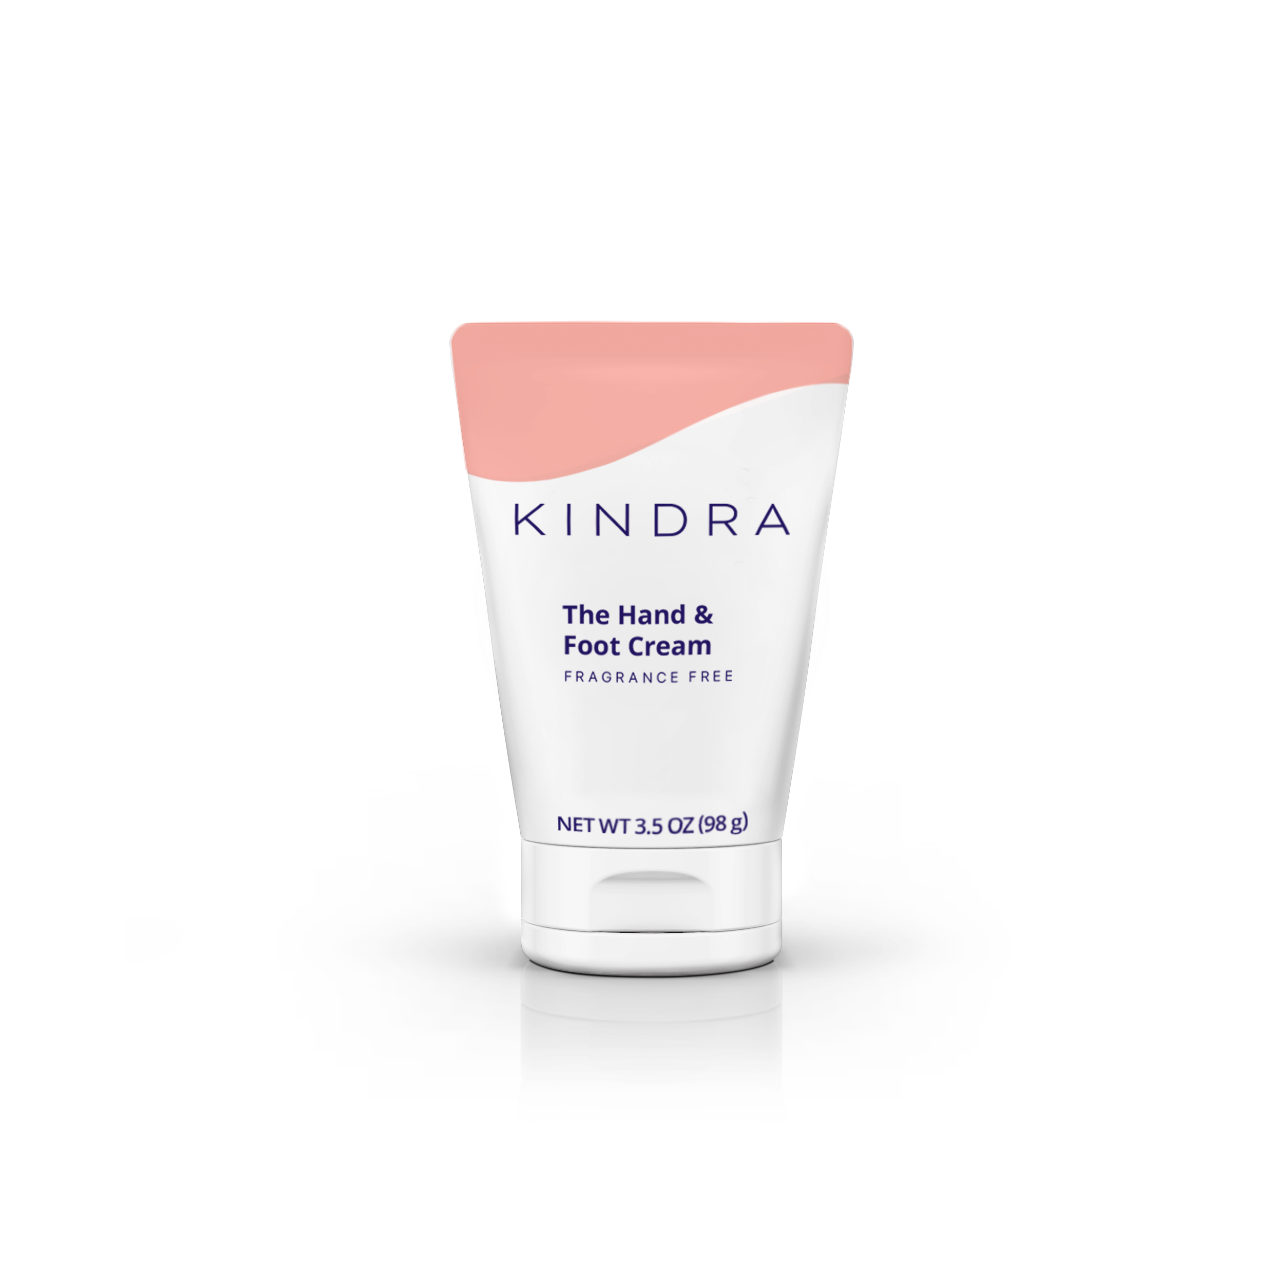 KINDRA
The Hand &
Foot Cream
FRAGRANCE FREE
NET WT 3.5 OZ (98 g)